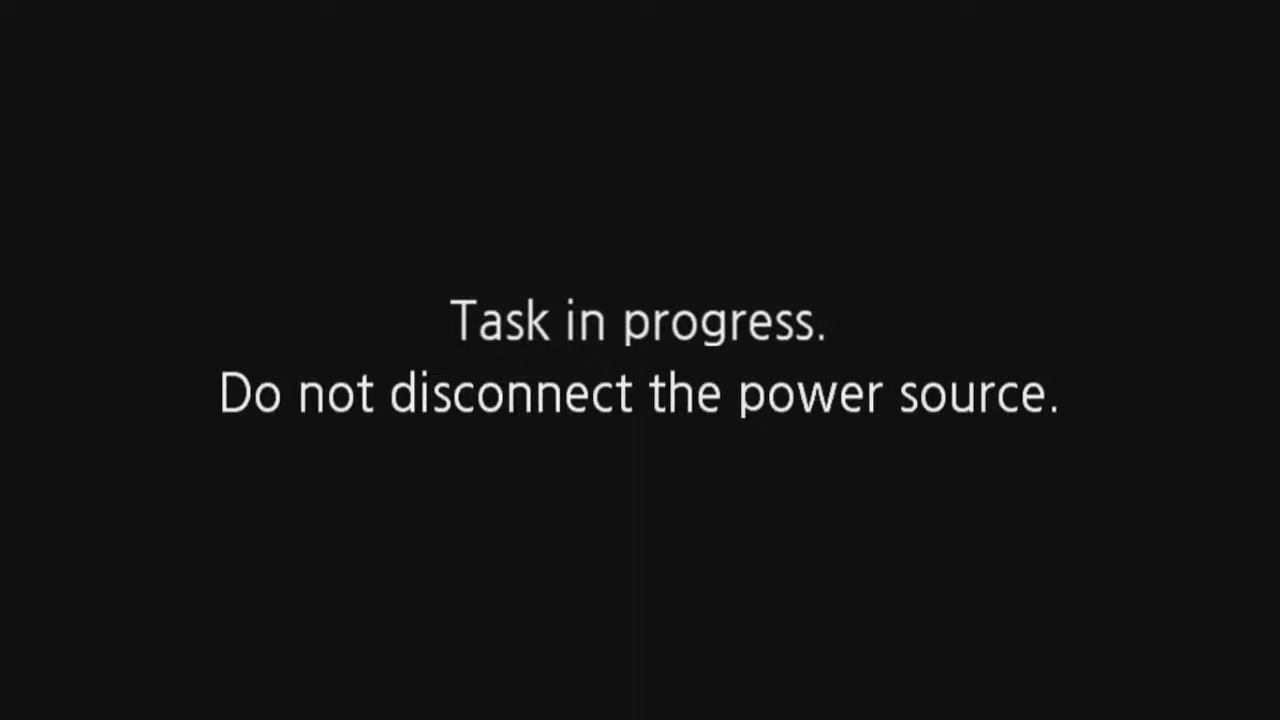 Task in progress.
Do not disconnect the power source.